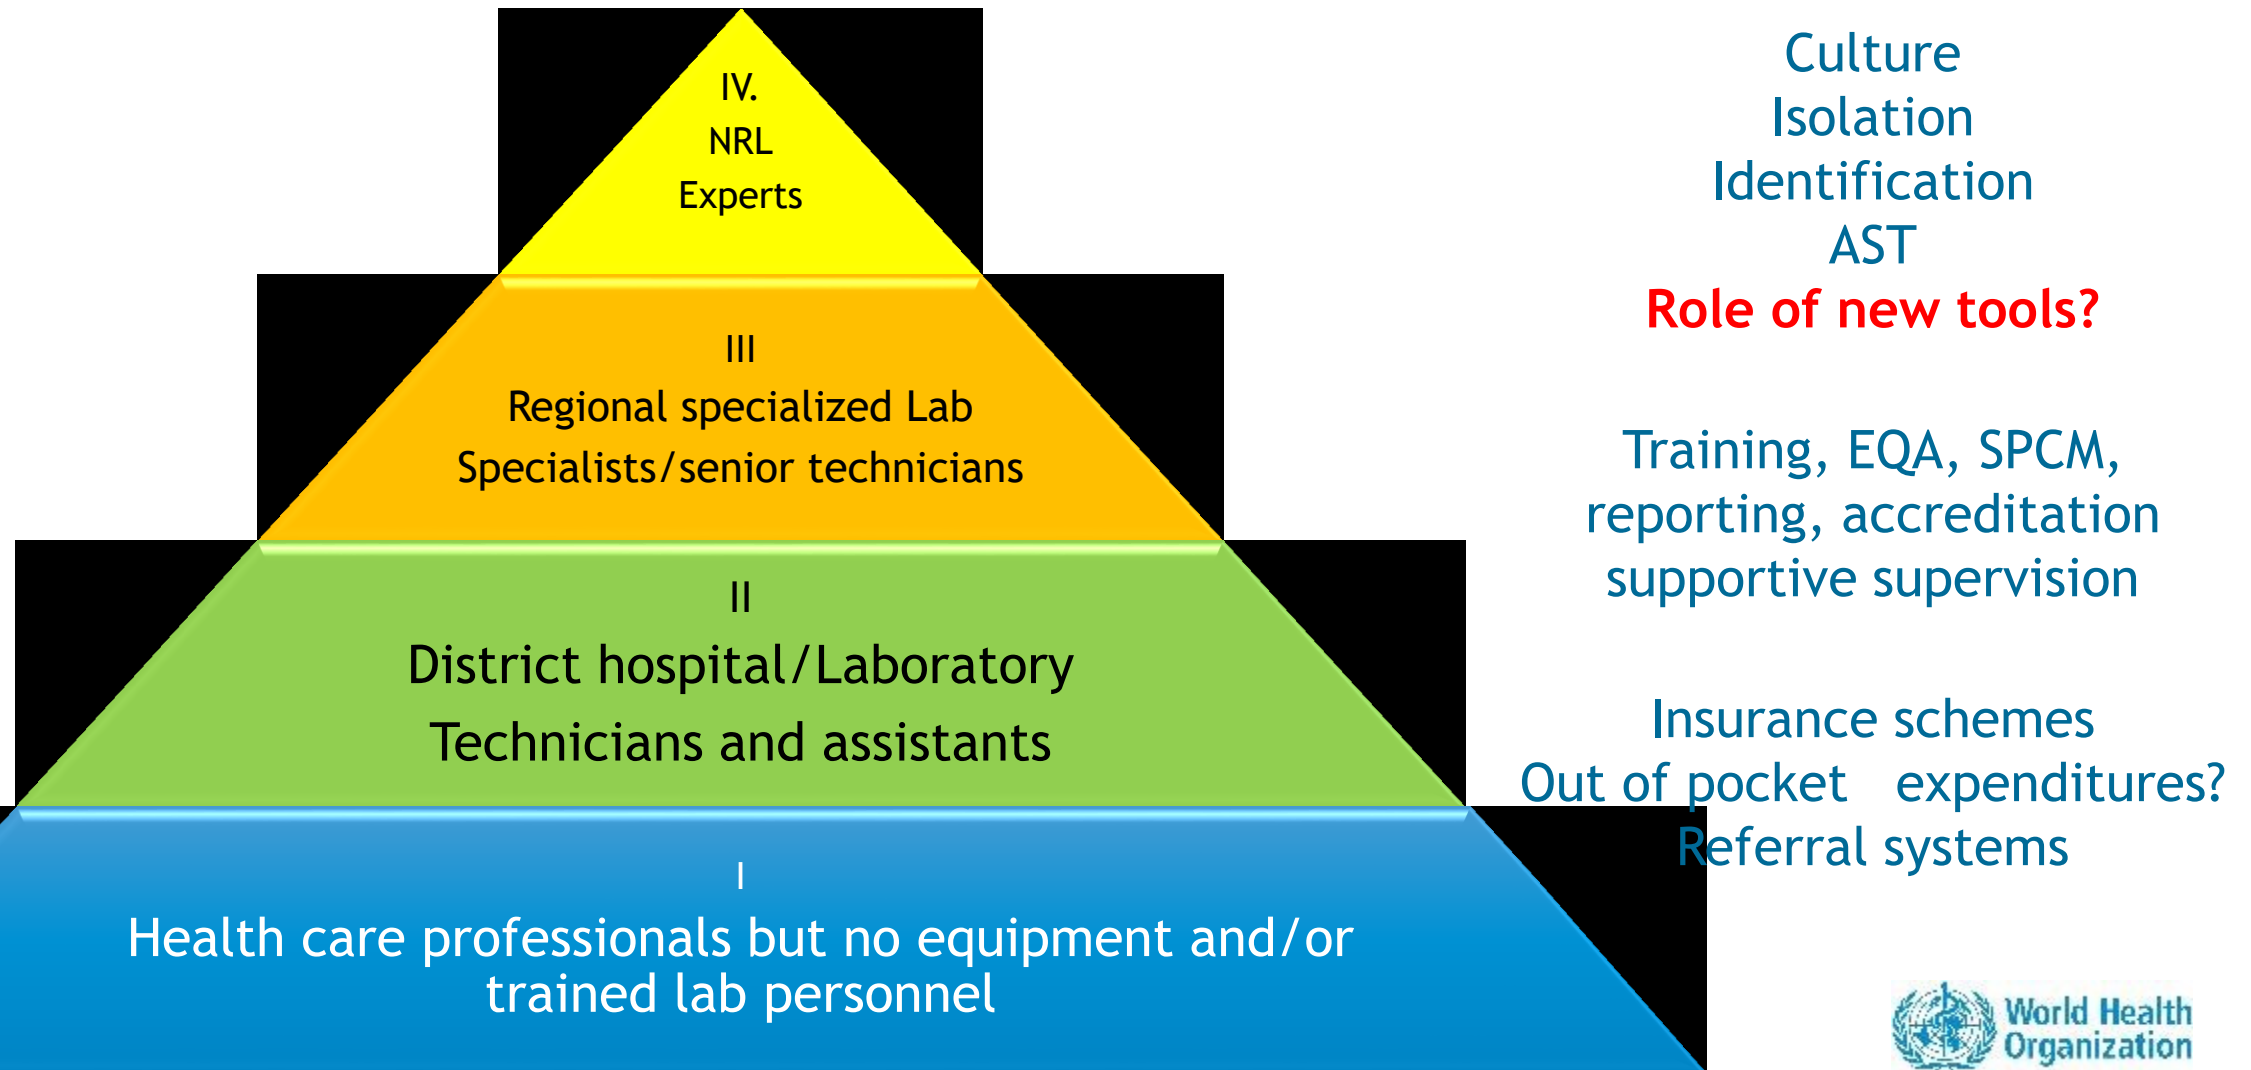 IV.
NRL
Experts
III
Regional specialized Lab
Specialists/senior technicians
II
District hospital/Laboratory
Technicians and assistants
I
Health care professionals but no equipment and/or
trained lab personnel
Culture
Isolation
Identification
AST
Role of new tools?
Training, EQA, SPCM,
reporting, accreditation
supportive supervision
Insurance schemes
Out of pocket expenditures?
Referral systems
World Health
Organization